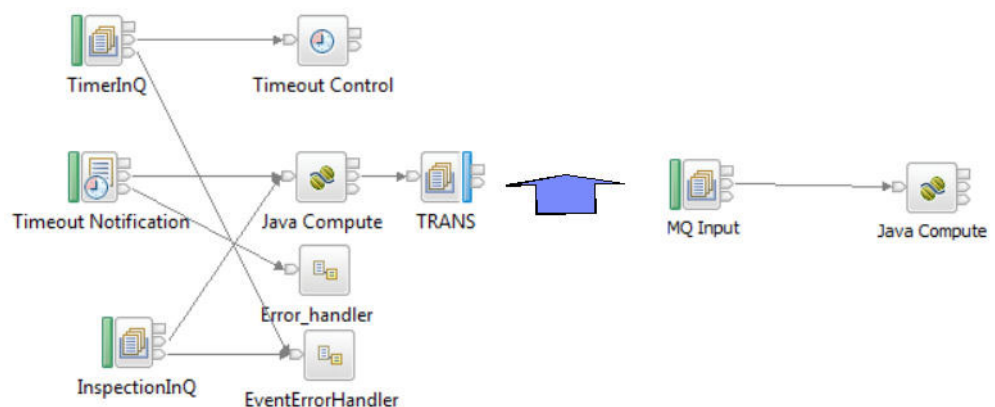 TimerInQ
Timeout Control
Timeout Notification
Java Compute
TRANS
MQ Input
Java Compute
Error_handler
InspectionInQ
EventErrorHandler